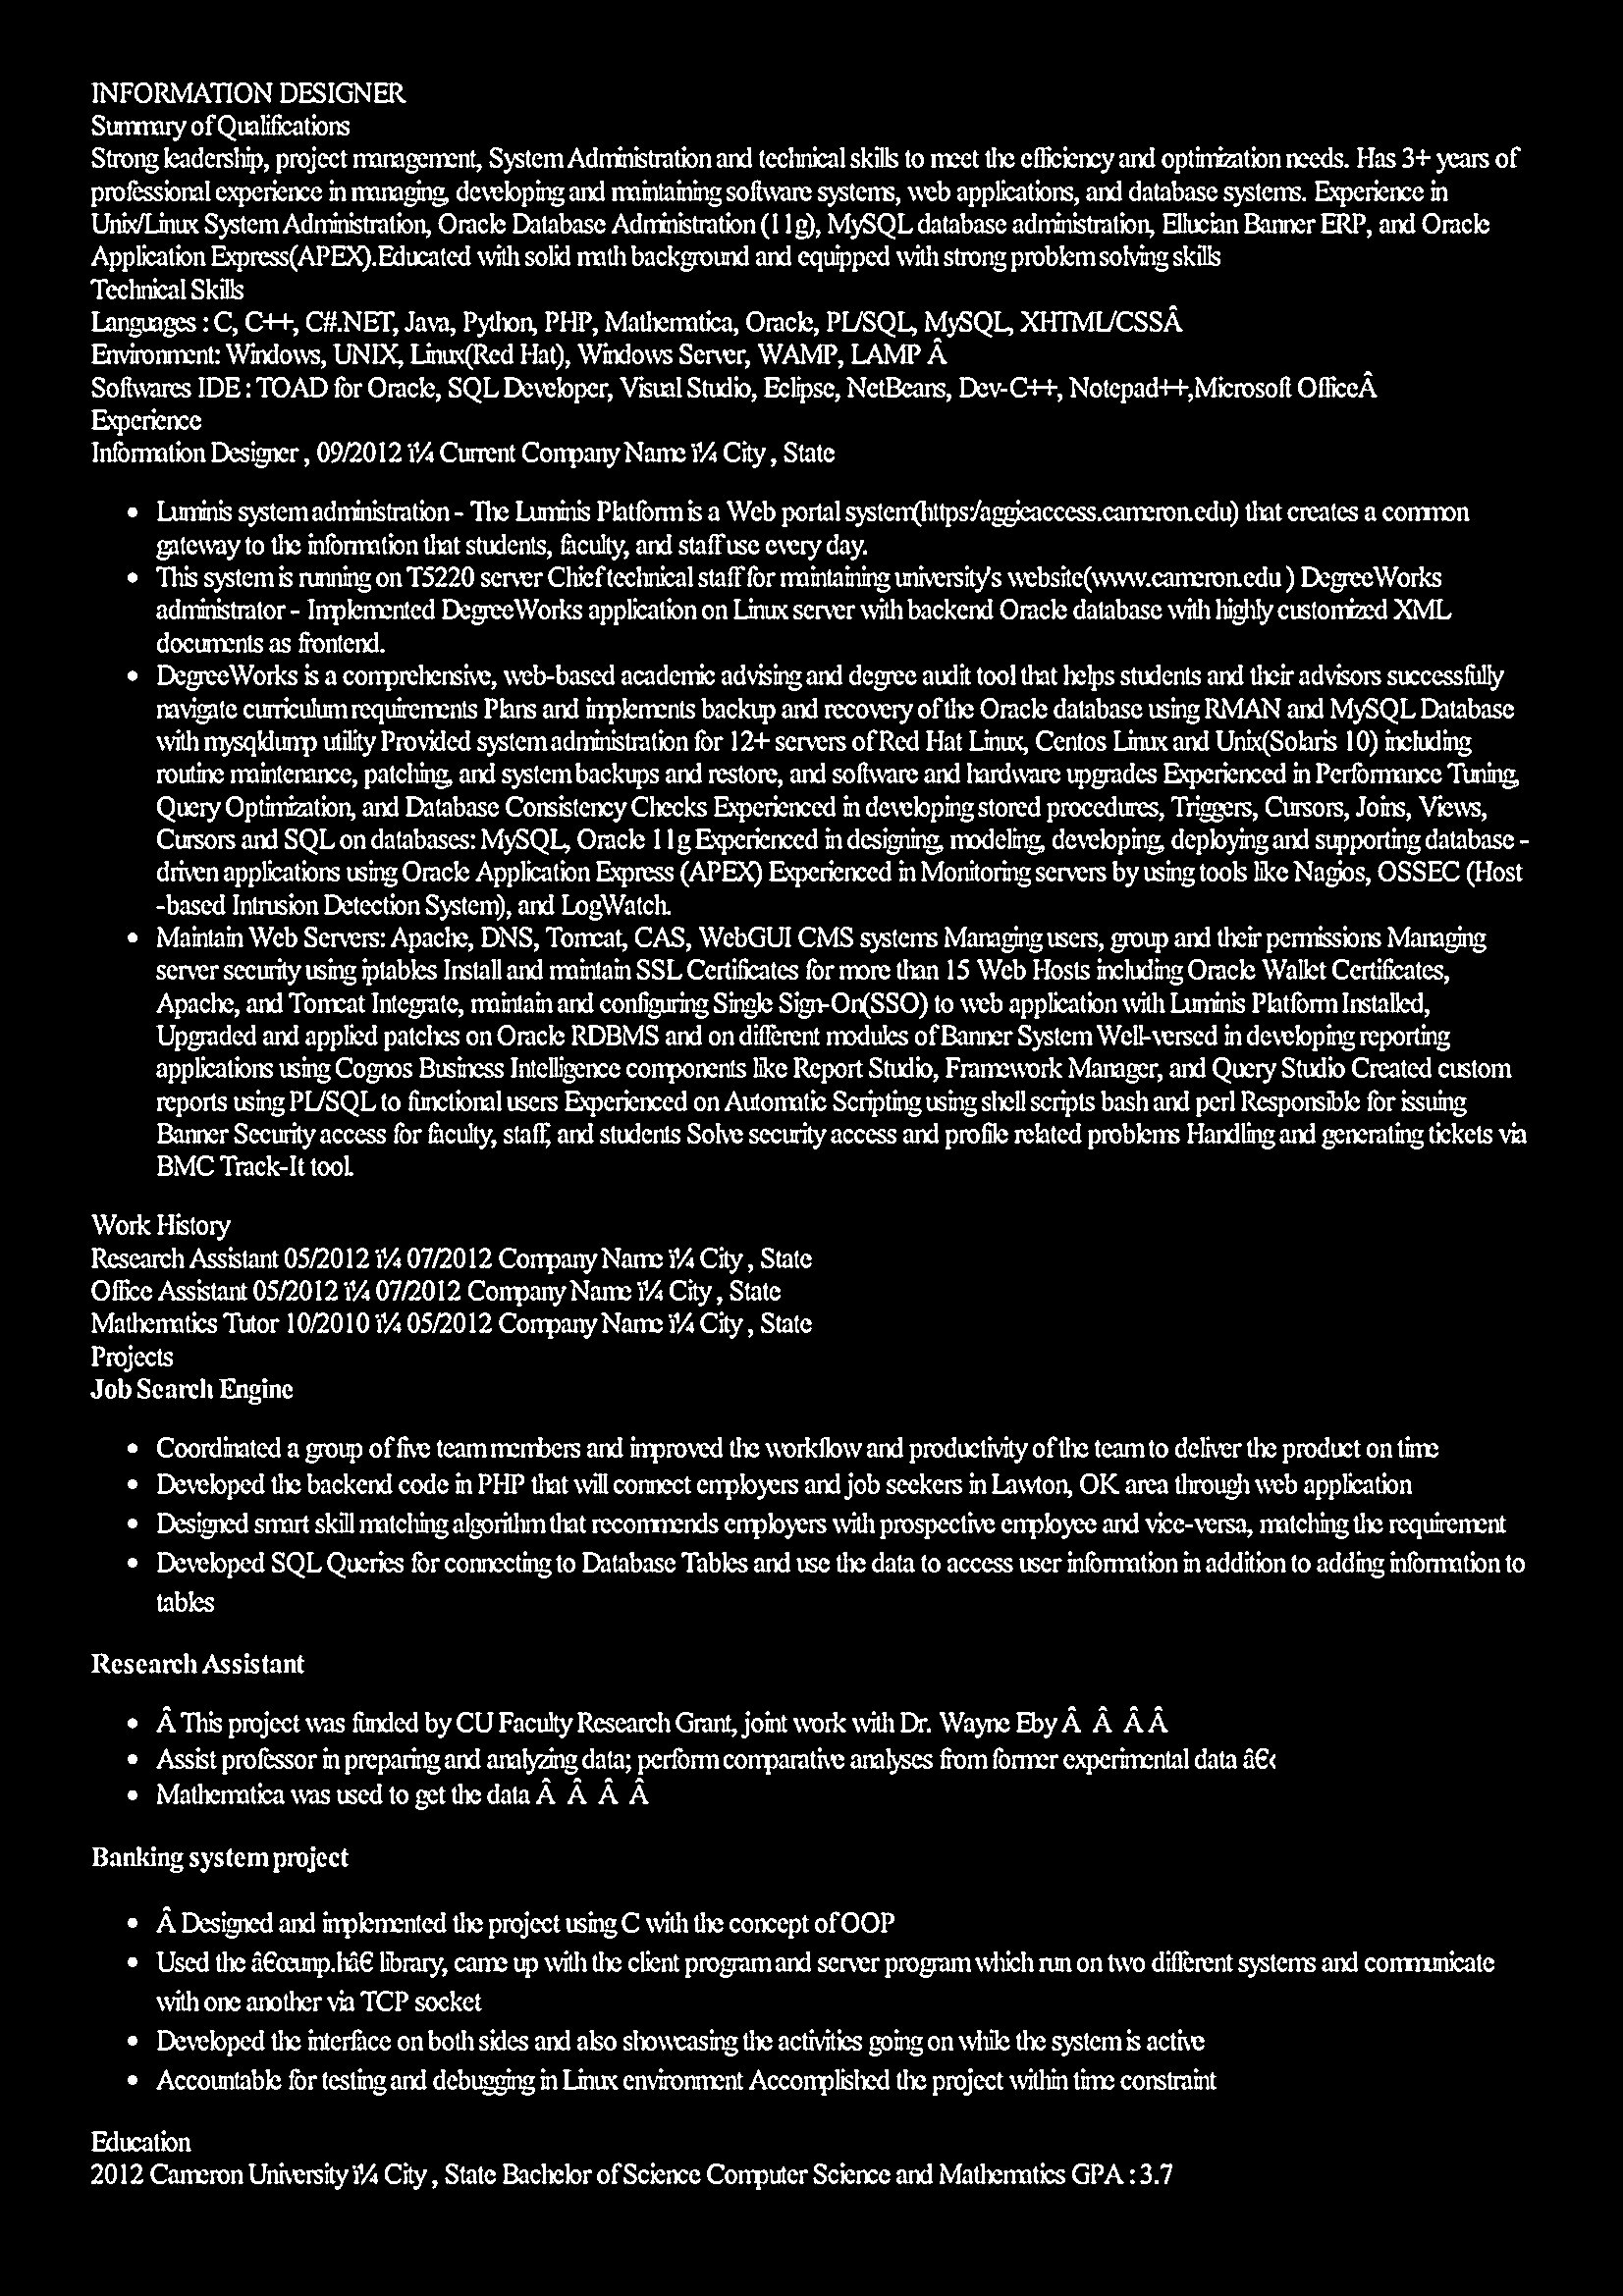 INFORMATION DESIGNER
Summary of Qualifications
Strong leadership, project management, System Administration and technical skills to meet the efficiency and optimization needs. Has 3+ years of
professional experience in managing, developing and maintaining software systems, web applications, and database systems. Experience in
Unix/Linux System Administration, Oracle Database Administration (11g), MySQL database administration, Ellucian Banner ERP, and Oracle
Application Express(APEX).Educated with solid math background and equipped with strong problem solving skills
Technical Skills
Languages : C, C++, C#.NET, Java, Python, PHP, Mathematica, Oracle, PL/SQL, MySQL, XHTML/CSSÂ
Environment: Windows, UNIX, Linux(Red Hat), Windows Server, WAMP, LAMP Â
Softwares IDE : TOAD for Oracle, SQL Developer, Visual Studio, Eclipse, NetBeans, Dev-C++, Notepad++,Microsoft OfficeÂ
Experience
Information Designer , 09/2012 ï¼ Current Company Name ï¼ City , State
• Luminis system administration - The Luminis Platform is a Web portal system(https:/aggieaccess.cameron.edu) that creates a common
gateway to the information that students, faculty, and staff use every day.
• This system is running on T5220 server Chief technical staff for maintaining university's website(www.cameron.edu ) DegreeWorks
administrator - Implemented DegreeWorks application on Linux server with backend Oracle database with highly customized XML
documents as frontend.
• DegreeWorks is a comprehensive, web-based academic advising and degree audit tool that helps students and their advisors successfully
navigate curriculum requirements Plans and implements backup and recovery of the Oracle database using RMAN and MySQL Database
with mysqldump utility Provided system administration for 12+ servers of Red Hat Linux, Centos Linux and Unix(Solaris 10) including
routine maintenance, patching, and system backups and restore, and software and hardware upgrades Experienced in Performance Tuning,
Query Optimization, and Database Consistency Checks Experienced in developing stored procedures, Triggers, Cursors, Joins, Views,
Cursors and SQL on databases: MySQL, Oracle 11g Experienced in designing, modeling, developing, deploying and supporting database -
driven applications using Oracle Application Express (APEX) Experienced in Monitoring servers by using tools like Nagios, OSSEC (Host
-based Intrusion Detection System), and LogWatch.
• Maintain Web Servers: Apache, DNS, Tomcat, CAS, WebGUI CMS systems Managing users, group and their permissions Managing
server security using iptables Install and maintain SSL Certificates for more than 15 Web Hosts including Oracle Wallet Certificates,
Apache, and Tomcat Integrate, maintain and configuring Single Sign-On(SSO) to web application with Luminis Platform Installed,
Upgraded and applied patches on Oracle RDBMS and on different modules of Banner System Well-versed in developing reporting
applications using Cognos Business Intelligence components like Report Studio, Framework Manager, and Query Studio Created custom
reports using PL/SQL to functional users Experienced on Automatic Scripting using shell scripts bash and perl Responsible for issuing
Banner Security access for faculty, staff, and students Solve security access and profile related problems Handling and generating tickets via
BMC Track-It tool.
Work History
Research Assistant 05/2012 ï¼ 07/2012 Company Name ï¼ City , State
Office Assistant 05/2012 ï¼ 07/2012 Company Name ï¼ City , State
Mathematics Tutor 10/2010 ï¼ 05/2012 Company Name ï¼ City , State
Projects
Job Search Engine
• Coordinated a group of five team members and improved the workflow and productivity of the team to deliver the product on time
• Developed the backend code in PHP that will connect employers and job seekers in Lawton, OK area through web application
• Designed smart skill matching algorithm that recommends employers with prospective employee and vice-versa, matching the requirement
• Developed SQL Queries for connecting to Database Tables and use the data to access user information in addition to adding information to
tables
Research Assistant
• Â This project was funded by CU Faculty Research Grant, joint work with Dr. Wayne Eby Â Â Â Â
• Assist professor in preparing and analyzing data; perform comparative analyses from former experimental data â€‹
• Mathematica was used to get the data Â Â Â Â
Banking system project
• Â Designed and implemented the project using C with the concept of OOP
• Used the â€œunp.hâ€ library, came up with the client program and server program which run on two different systems and communicate
with one another via TCP socket
• Developed the interface on both sides and also showcasing the activities going on while the system is active
• Accountable for testing and debugging in Linux environment Accomplished the project within time constraint
Education
2012 Cameron University ï¼ City , State Bachelor of Science Computer Science and Mathematics GPA : 3.7